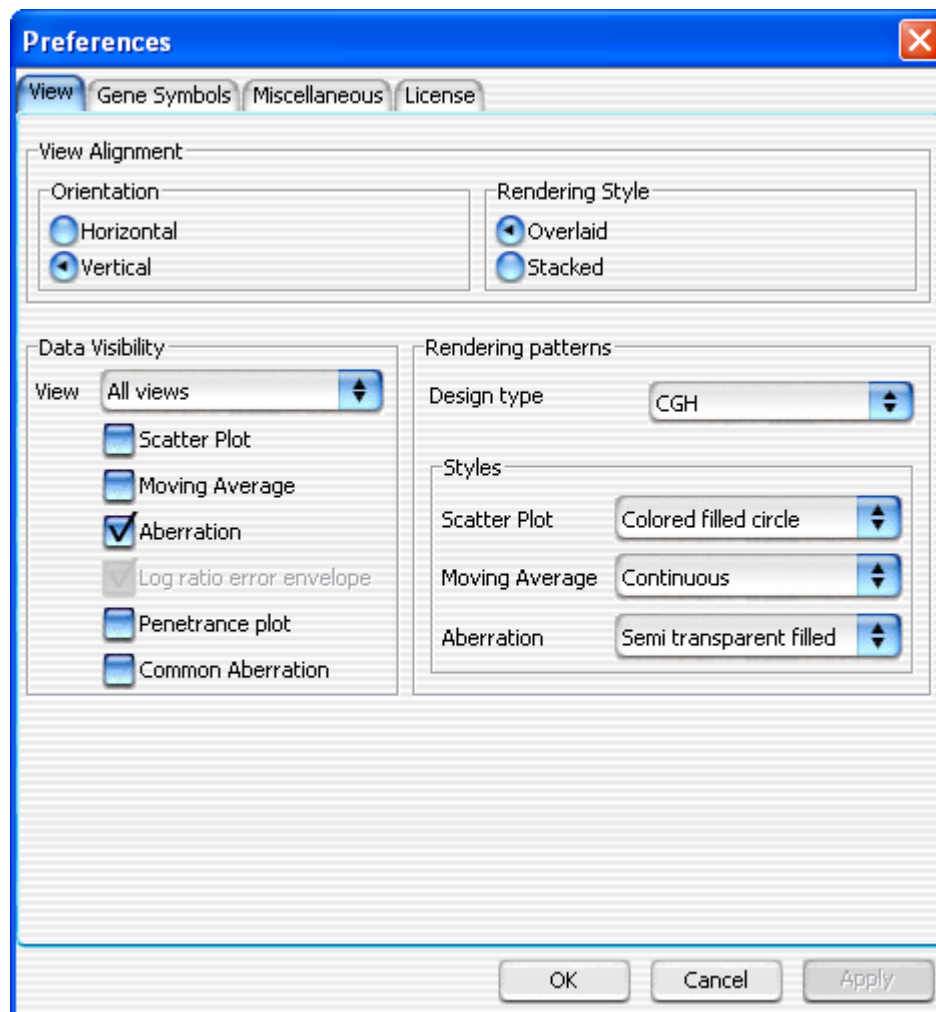 Preferences
View Gene Symbols Miscellaneous License
View Alignment
Orientation
Horizontal
Vertical
Rendering Style
Overlaid
Stacked
Data Visibility
View All views
Scatter Plot
Moving Average
Aberration
Log ratio error envelope
Penetrance plot
Common Aberration
Rendering patterns
Design type CGH
Styles
Scatter Plot Colored filled circle
Moving Average Continuous
Aberration Semi transparent filled
OK Cancel Apply